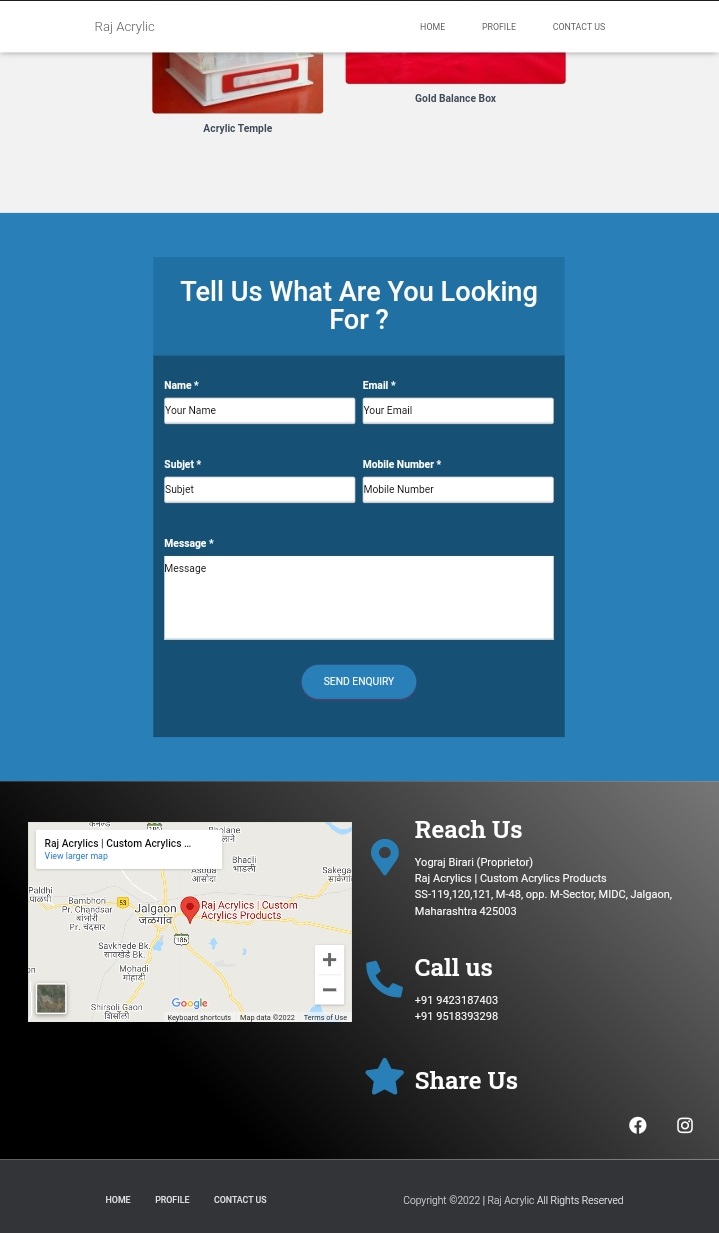 Raj Acrylic
HOME
PROFILE
CONTACT US
Acrylic Temple
Gold Balance Box
Tell Us What Are You Looking
For ?
Name *
Email *
Your Name
Your Email
Subjet *
Mobile Number *
Subjet
Mobile Number
Message *
Message
SEND ENQUIRY
Raj Acrylics | Custom Acrylics ...
View larger map
Bhadli
भादली
Asoda
आसोदा
Paldhi
पाळधी
Bambhori
Pr. Chandsar
बांभोरी
प्र. चंदसर
53
Jalgaon
जळगाव
Raj Acrylics | Custom
Acrylics Products
Savkhede Bk.
सावखेडे बि.
Mohadi
मोहाडी
Shirsoli Gaon
शिरसोली
Google
Keyboard shortcuts
Map data ©2022
Terms of Use
Reach Us
Yograj Birari (Proprietor)
Raj Acrylics | Custom Acrylics Products
SS-119,120,121, M-48, opp. M-Sector, MIDC, Jalgaon,
Maharashtra 425003
Call us
+91 9423187403
+91 9518393298
Share Us
HOME
PROFILE
CONTACT US
Copyright ©2022 | Raj Acrylic All Rights Reserved